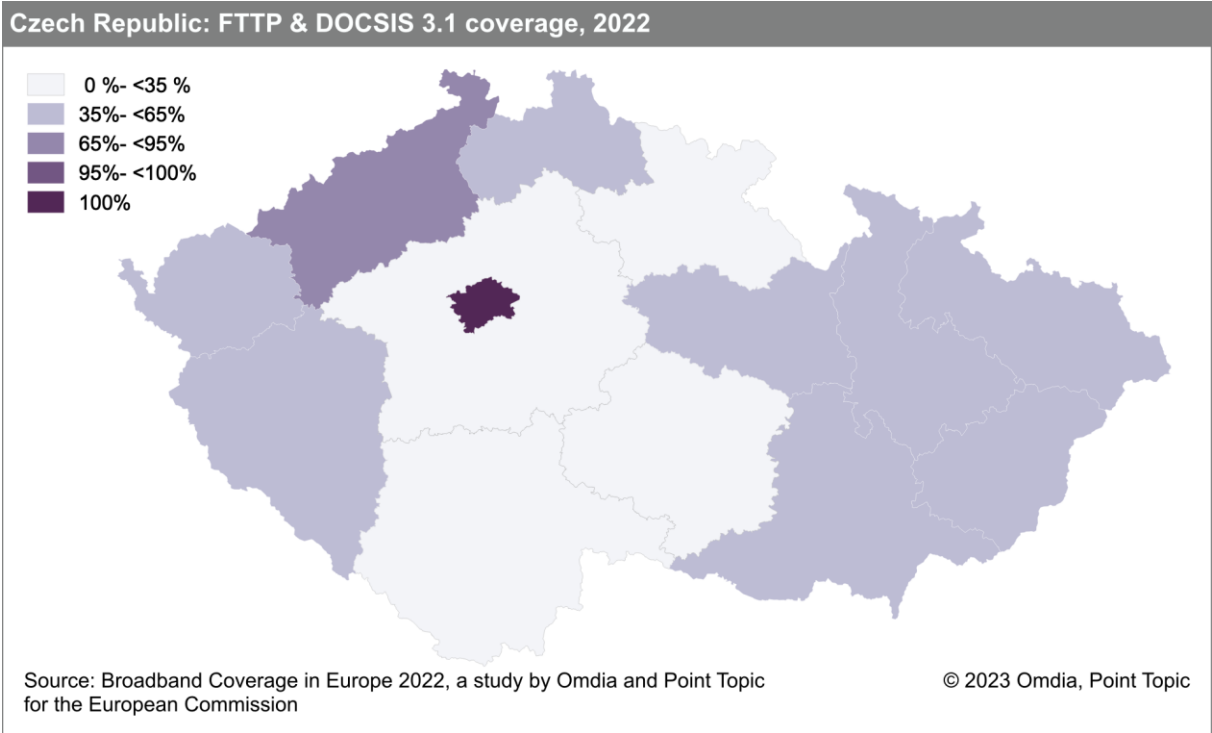 Czech Republic: FTTP & DOCSIS 3.1 coverage, 2022
0 %- <35 %
35%- <65%
65%- <95%
95%- <100%
100%
Source: Broadband Coverage in Europe 2022, a study by Omdia and Point Topic
for the European Commission
© 2023 Omdia, Point Topic